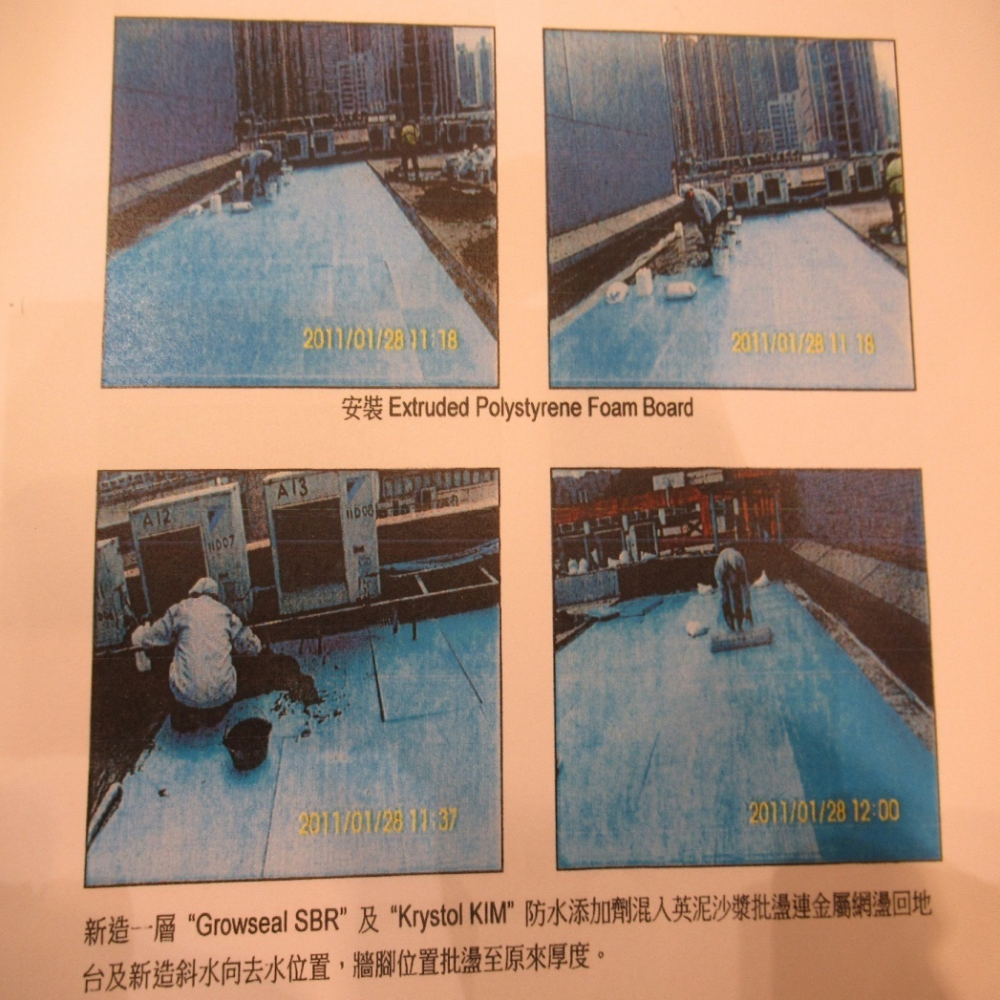 2011/01/28 11:18
2011/01/28 11:18
安裝 Extruded Polystyrene Foam Board
A12
11D07
A13
11D08
2011/01/28 11:37
2011/01/28 12:00
新造一層 “Growseal SBR” 及 “Krystol KIM” 防水添加劑混入英泥沙漿批盪連金屬網盪回地
台及新造斜水向去水位置，牆腳位置批盪至原來厚度。